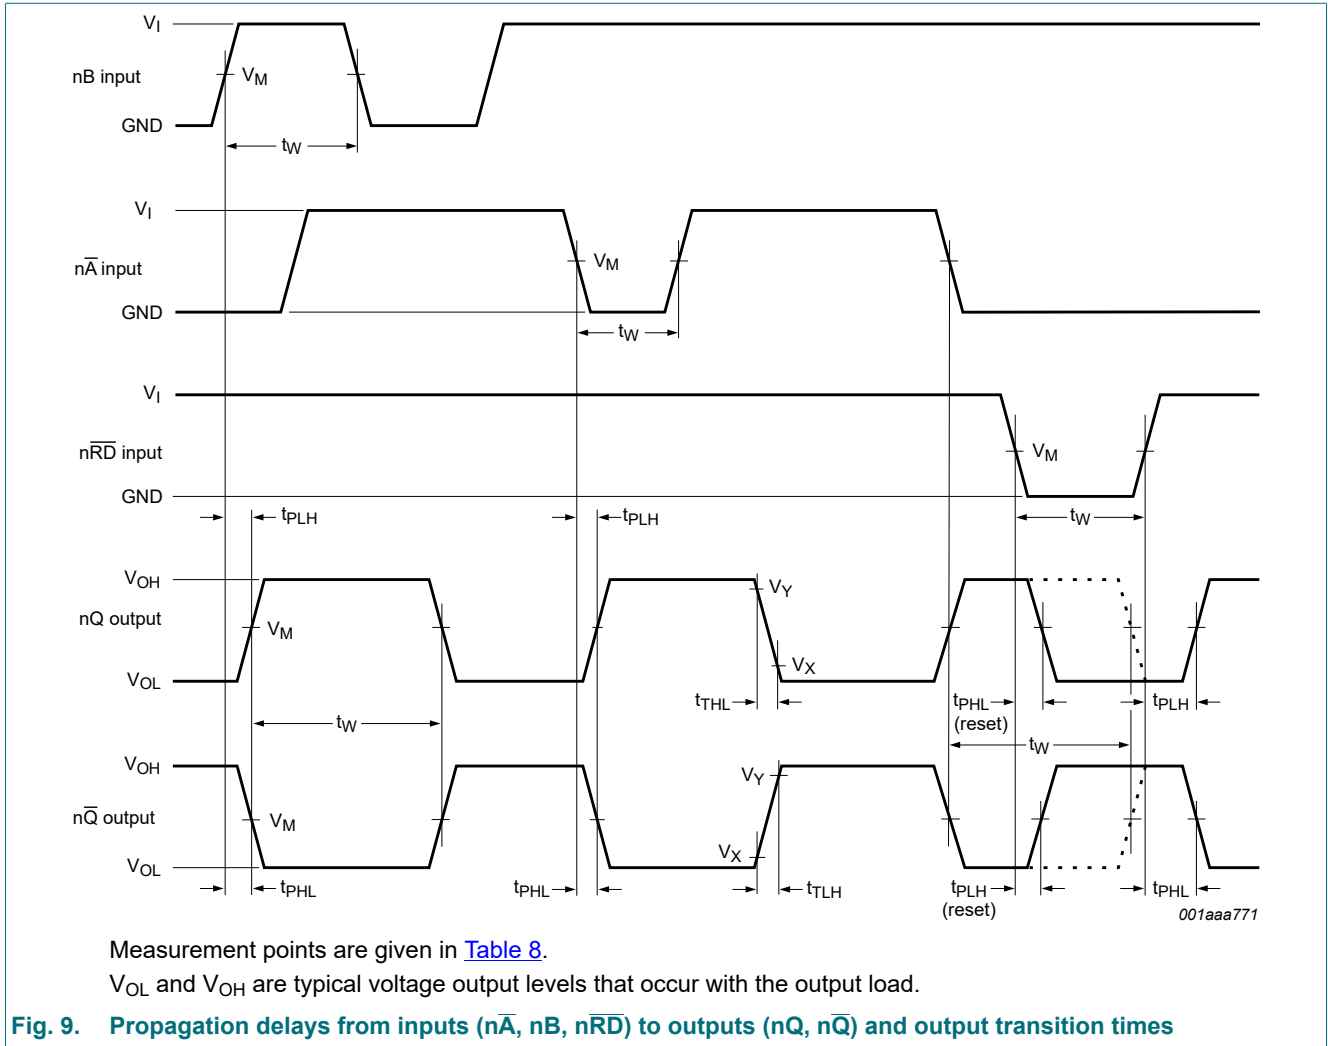 VI
nB input
VM
GND
tW
VI
nA̅ input
VM
GND
tW
VI
nR̅D̅ input
VM
GND
tPLH
tPLH
tW
VOH
nQ output
VM
VY
VOL
VX
tTHL
tPHL
(reset)
tPLH
tW
tW
VOH
nQ̅ output
VM
VY
VX
VOL
tPHL
tPHL
tTLH
tPLH
(reset)
tPHL
001aaa771
Measurement points are given in Table 8.
VOL and VOH are typical voltage output levels that occur with the output load.
Fig. 9. Propagation delays from inputs (nA̅, nB, nR̅D̅) to outputs (nQ, nQ̅) and output transition times